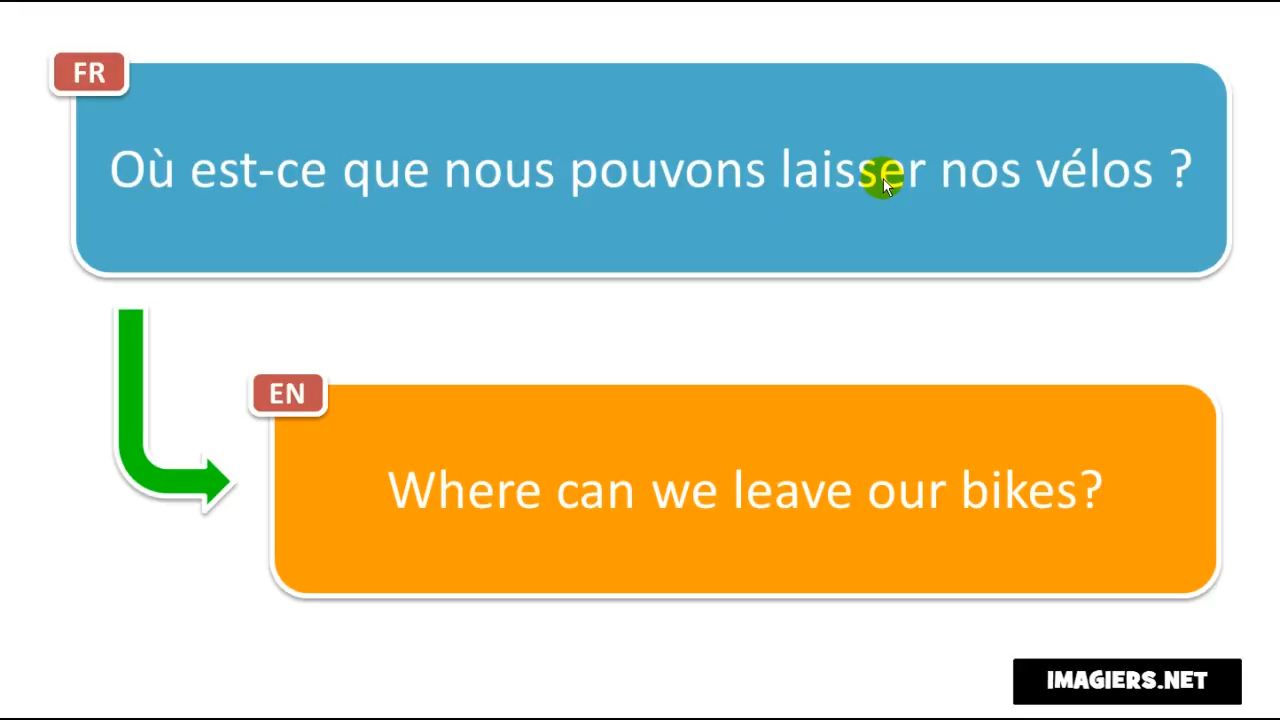 FR
Où est-ce que nous pouvons laisser nos vélos ?
EN
Where can we leave our bikes?
IMAGIERS.NET